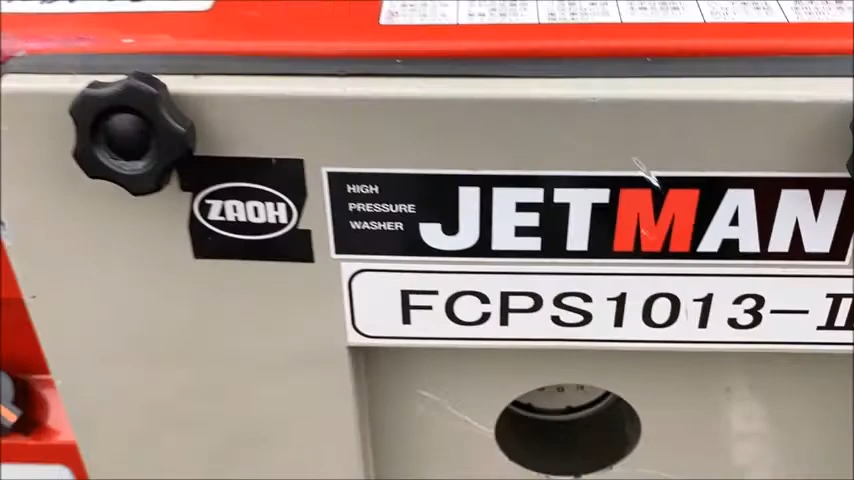 ZAOH
HIGH
PRESSURE
WASHER
JETMAN
FCPS1013-II